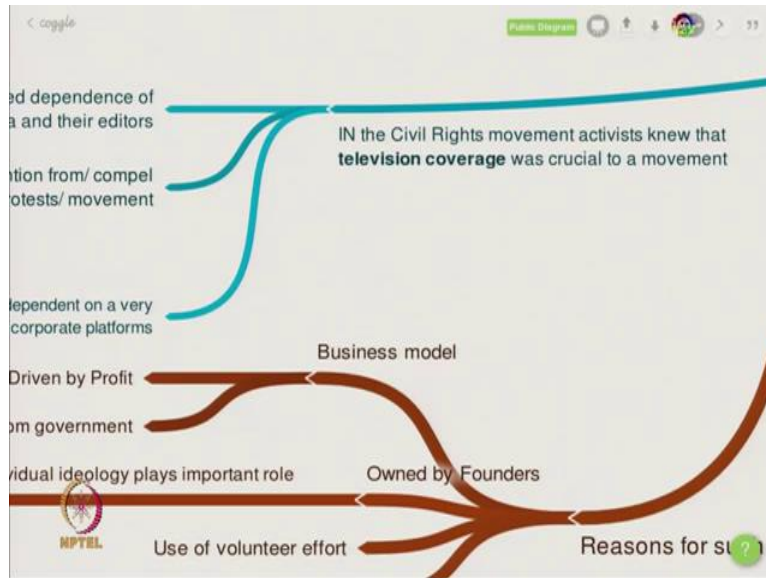 coggle
Public Diagram
ed dependence of
a and their editors
IN the Civil Rights movement activists knew that
television coverage was crucial to a movement
ntion from/ compel
rotests/ movement
dependent on a very
corporate platforms
Business model
Driven by Profit
om government
vidual ideology plays important role
Owned by Founders
NPTEL
Use of volunteer effort
Reasons for su
?